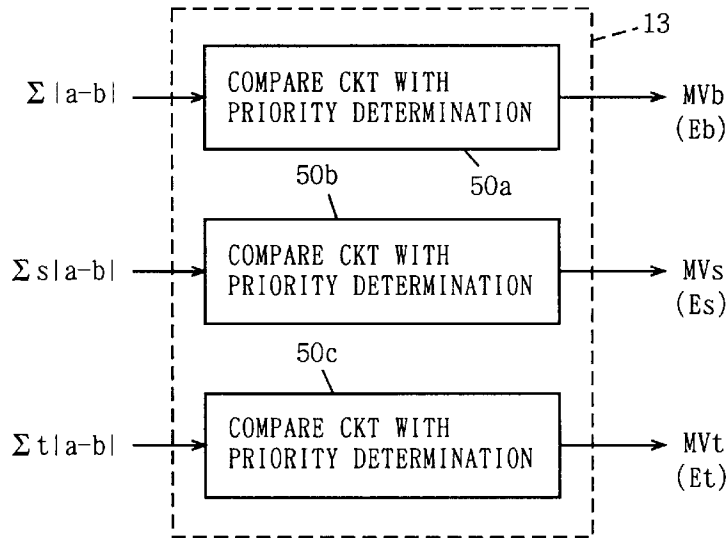 13
Σ|a-b|
COMPARE CKT WITH
PRIORITY DETERMINATION
MVb
(Eb)
50a
50b
Σs|a-b|
COMPARE CKT WITH
PRIORITY DETERMINATION
MVs
(Es)
50c
Σt|a-b|
COMPARE CKT WITH
PRIORITY DETERMINATION
MVt
(Et)